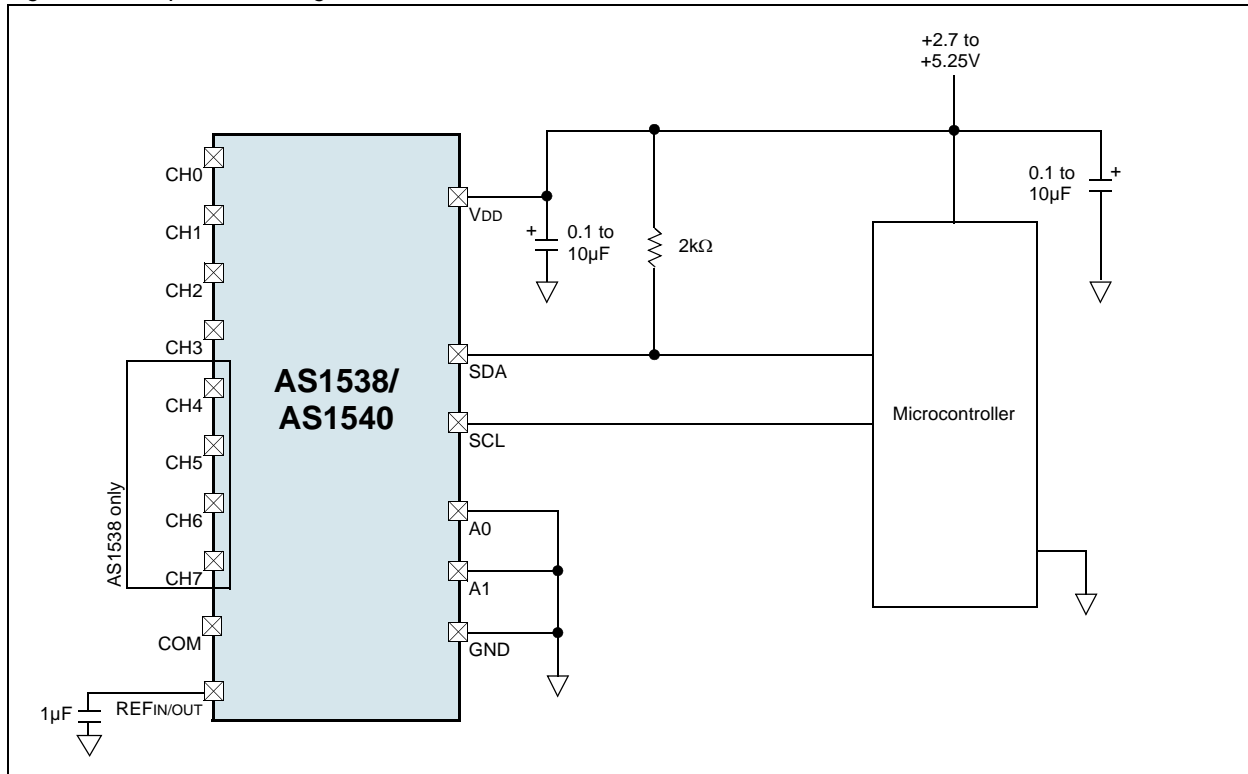 +2.7 to
+5.25V
CH0
CH1
CH2
CH3
CH4
CH5
CH6
CH7
AS1538 only
COM
REFIN/OUT
1µF
AS1538/
AS1540
VDD
SDA
SCL
A0
A1
GND
+
0.1 to
10µF
2kΩ
0.1 to
10µF
+
Microcontroller